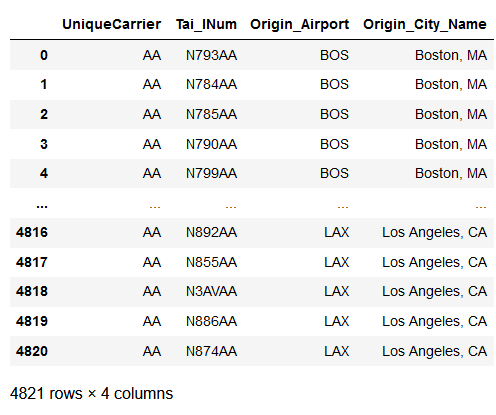 UniqueCarrier Tai_lNum Origin_Airport Origin_City_Name
0 AA N793AA BOS Boston, MA
1 AA N784AA BOS Boston, MA
2 AA N785AA BOS Boston, MA
3 AA N790AA BOS Boston, MA
4 AA N799AA BOS Boston, MA
... ... ... ... ...
4816 AA N892AA LAX Los Angeles, CA
4817 AA N855AA LAX Los Angeles, CA
4818 AA N3AVAA LAX Los Angeles, CA
4819 AA N886AA LAX Los Angeles, CA
4820 AA N874AA LAX Los Angeles, CA
4821 rows × 4 columns